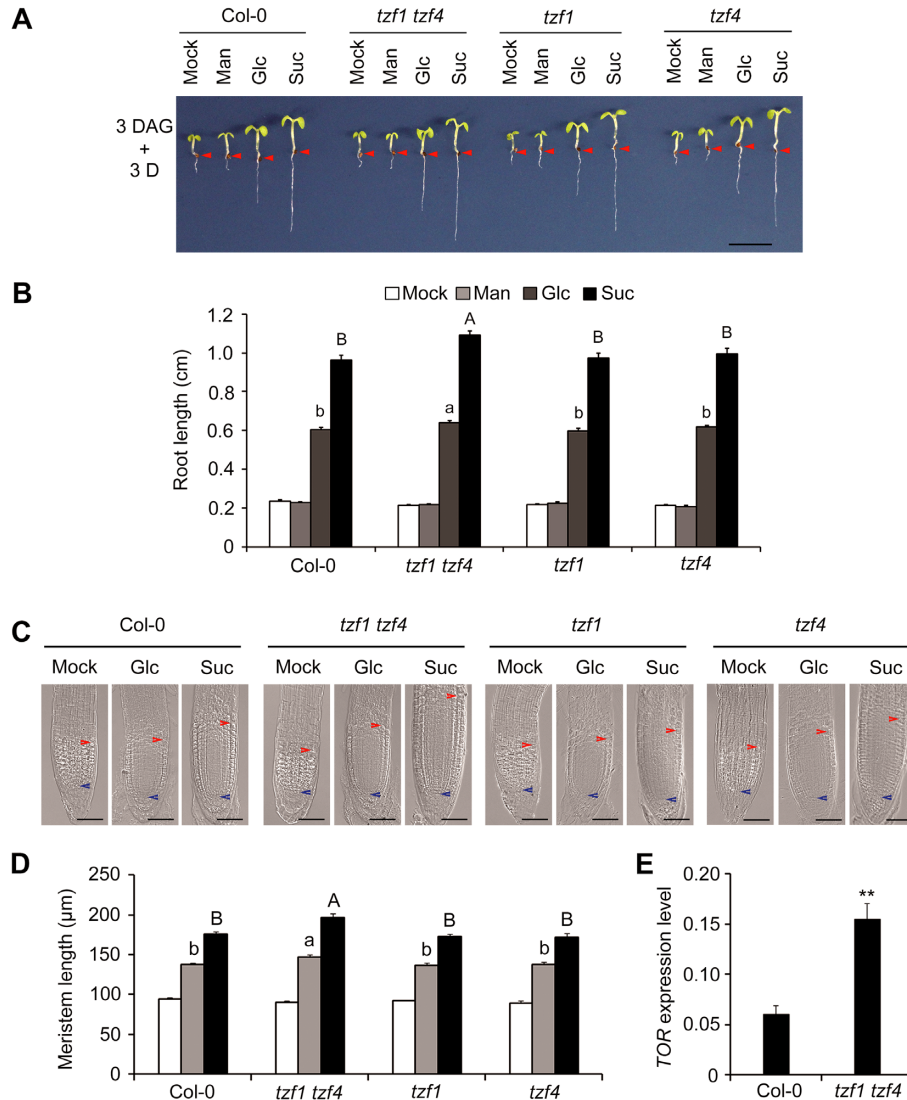 A
Col-0 tzf1 tzf4 tzf1 tzf4
Mock Man Glc Suc Mock Man Glc Suc Mock Man Glc Suc Mock Man Glc Suc
3 DAG
+
3 D
B
Mock Man Glc Suc
Root length (cm)
1.2
1.0
0.8
0.6
0.4
0.2
0
b B a A b B b B
Col-0 tzf1 tzf4 tzf1 tzf4
C
Col-0 tzf1 tzf4 tzf1 tzf4
Mock Glc Suc Mock Glc Suc Mock Glc Suc Mock Glc Suc
D
Meristem length (µm)
250
200
150
100
50
0
b B a A b B b B
Col-0 tzf1 tzf4 tzf1 tzf4
E
TOR expression level
0.20
0.15
0.10
0.05
0.00
**
Col-0 tzf1 tzf4